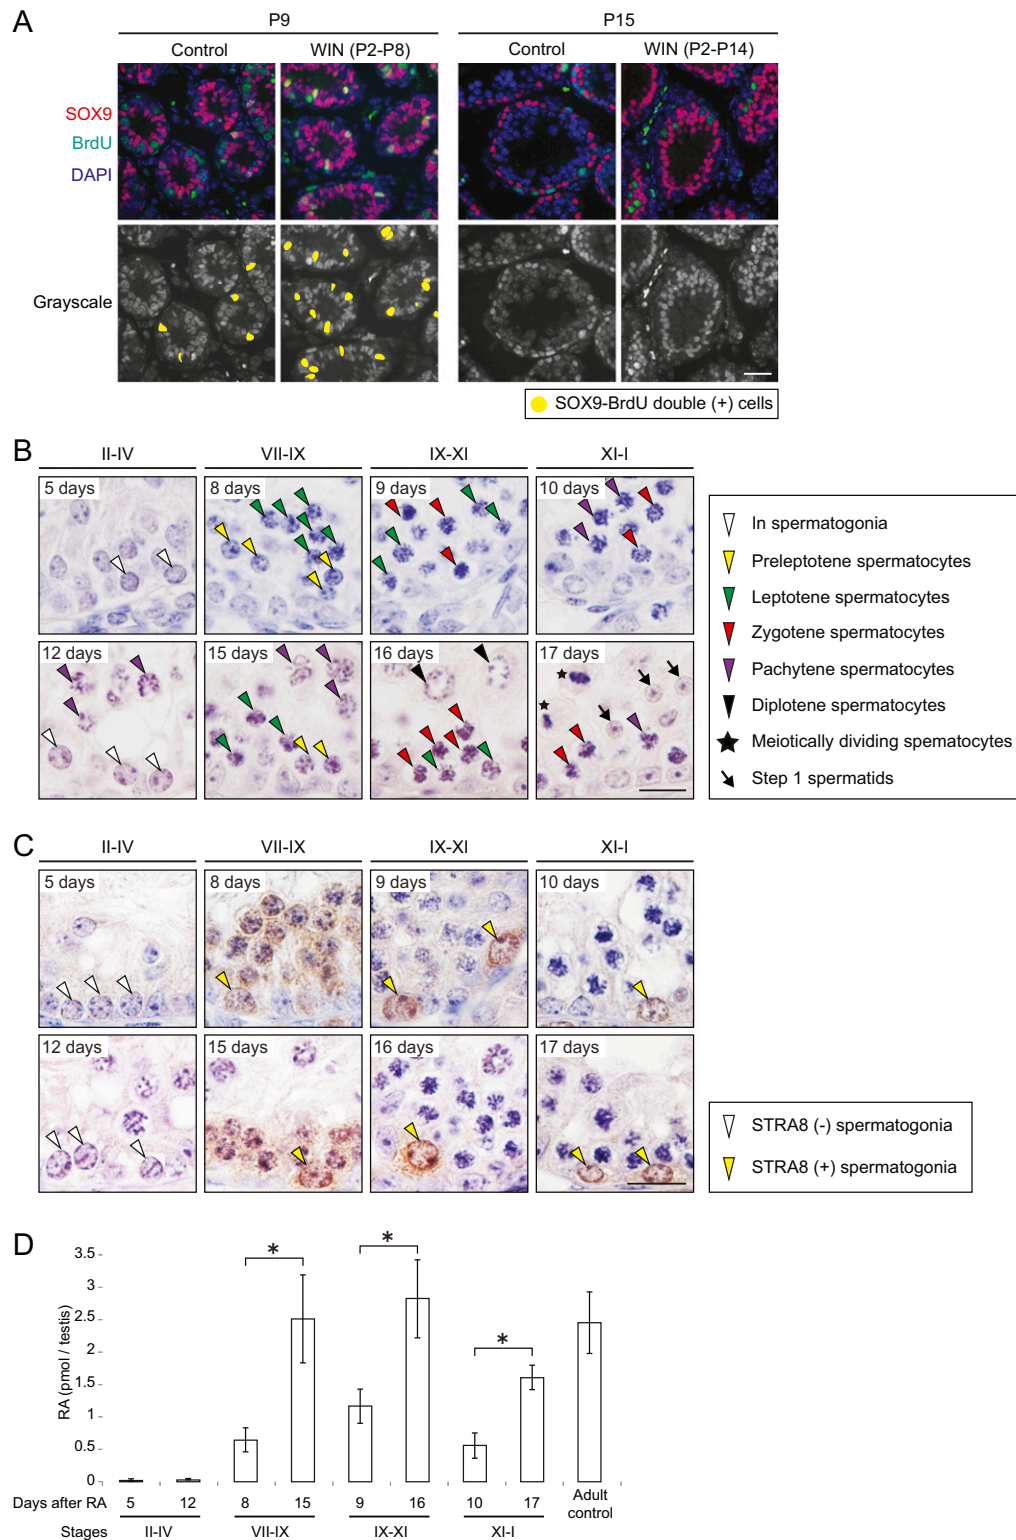 A
P9
P15
Control
WIN (P2-P8)
Control
WIN (P2-P14)
SOX9
BrdU
DAPI
Grayscale
SOX9-BrdU double (+) cells
B
II-IV
VII-IX
IX-XI
XI-I
5 days
8 days
9 days
10 days
12 days
15 days
16 days
17 days
In spermatogonia
Preleptotene spermatocytes
Leptotene spermatocytes
Zygotene spermatocytes
Pachytene spermatocytes
Diplotene spermatocytes
Meiotically dividing spematocytes
Step 1 spermatids
C
II-IV
VII-IX
IX-XI
XI-I
5 days
8 days
9 days
10 days
12 days
15 days
16 days
17 days
STRA8 (-) spermatogonia
STRA8 (+) spermatogonia
D
RA (pmol / testis)
3.5
3
2.5
2
1.5
1
0.5
0
*
*
*
Days after RA
5
12
8
15
9
16
10
17
Adult
control
Stages
II-IV
VII-IX
IX-XI
XI-I